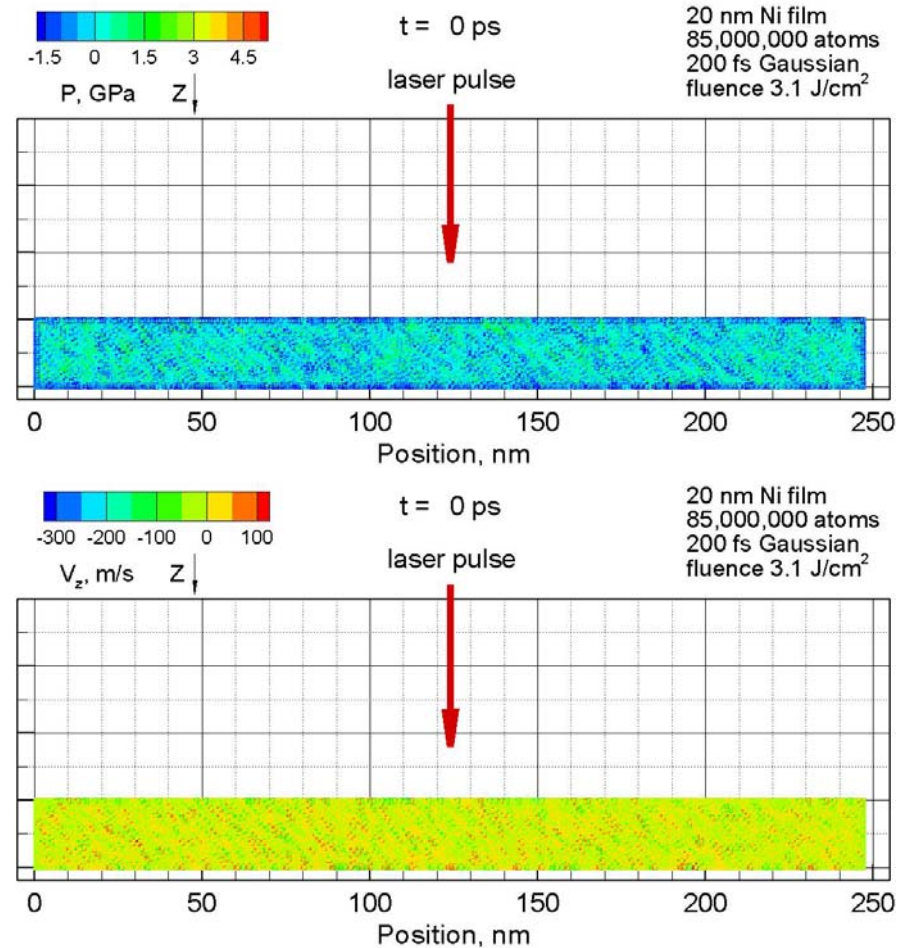 -1.5 0 1.5 3 4.5
P, GPa Z
t = 0 ps
laser pulse
20 nm Ni film
85,000,000 atoms
200 fs Gaussian
fluence 3.1 J/cm²
0 50 100 150 200 250
Position, nm
-300 -200 -100 0 100
V_z, m/s Z
t = 0 ps
laser pulse
20 nm Ni film
85,000,000 atoms
200 fs Gaussian
fluence 3.1 J/cm²
0 50 100 150 200 250
Position, nm